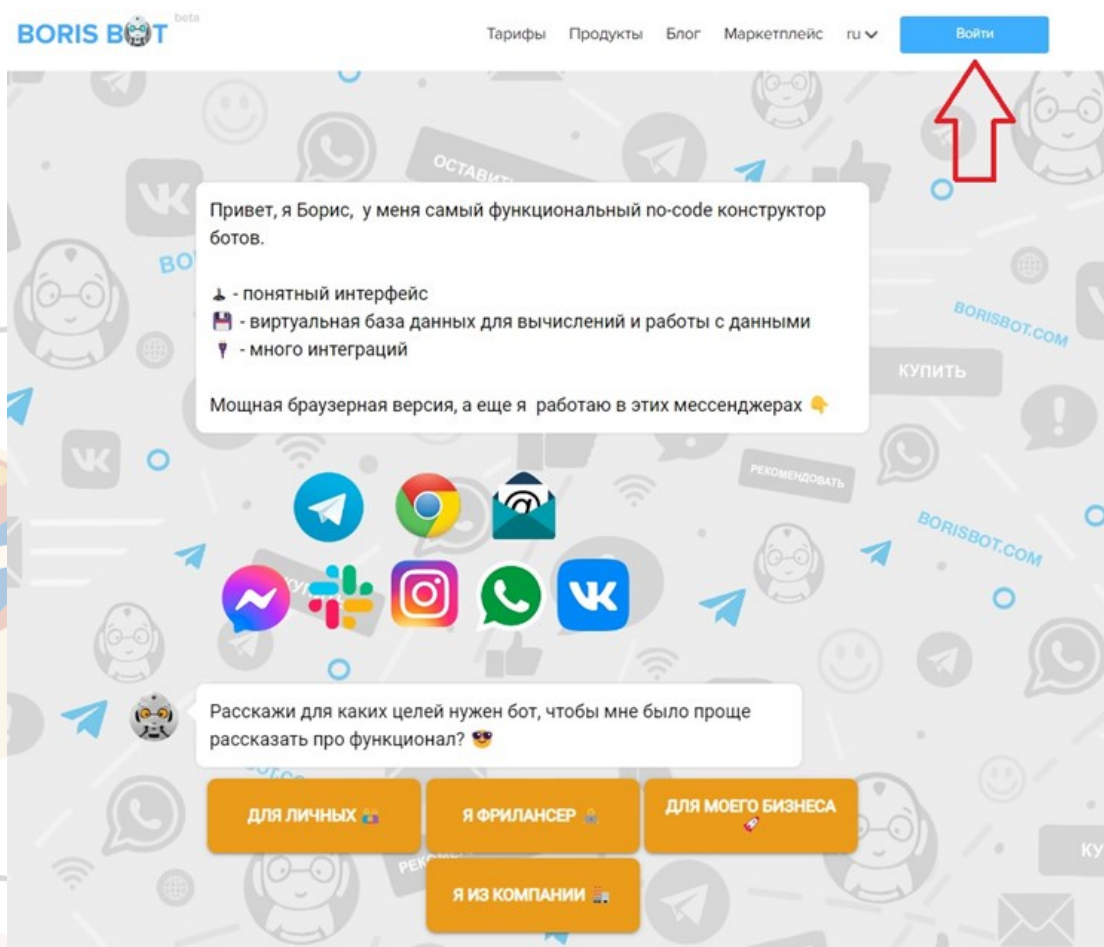 BORIS BOT beta
Тарифы Продукты Блог Маркетплейс ru Войти
ОСТАВИТЬ
Привет, я Борис, у меня самый функциональный no-code конструктор
ботов.
- понятный интерфейс
- виртуальная база данных для вычислений и работы с данными
- много интеграций
BORISBOT.COM
КУПИТЬ
Мощная браузерная версия, а еще я работаю в этих мессенджерах
РЕКОМЕНДОВАТЬ
BORISBOT.COM
Расскажи для каких целей нужен бот, чтобы мне было проще
рассказать про функционал?
ДЛЯ ЛИЧНЫХ
Я ФРИЛАНСЕР
ДЛЯ МОЕГО БИЗНЕСА
Я ИЗ КОМПАНИИ